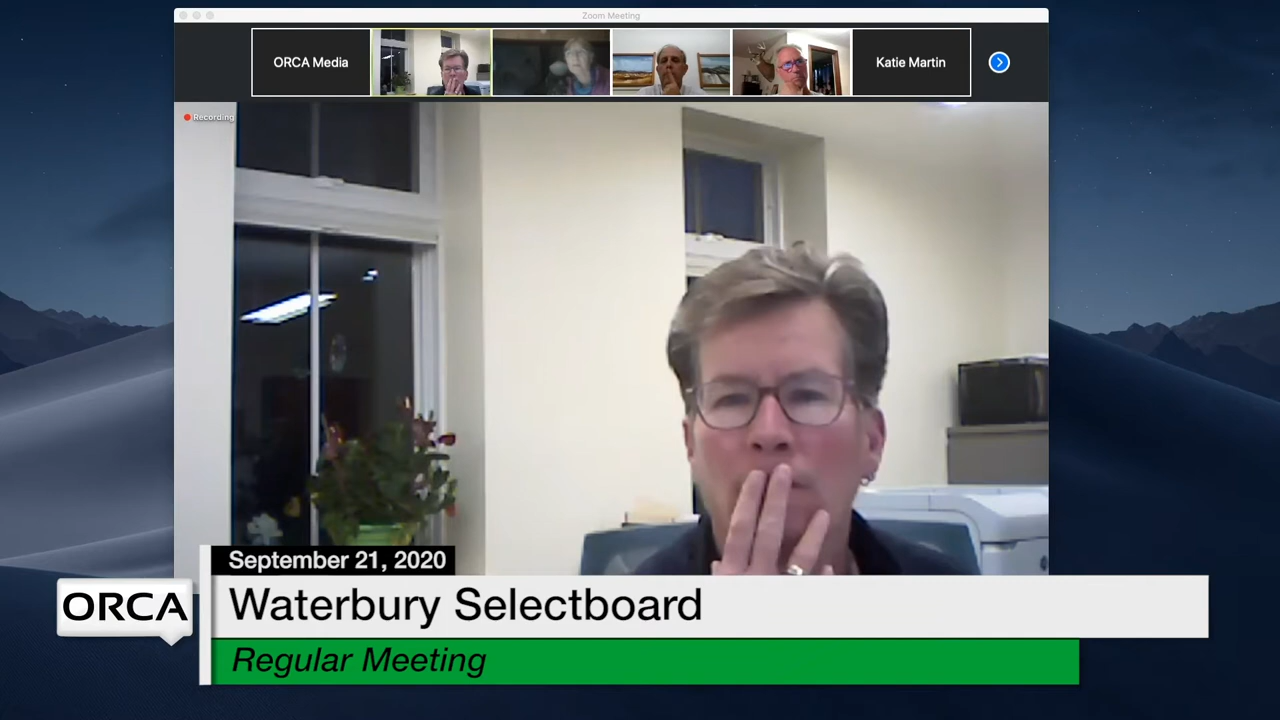 Zoom Meeting
ORCA Media
Katie Martin
Recording
September 21, 2020
ORCA
Waterbury Selectboard
Regular Meeting